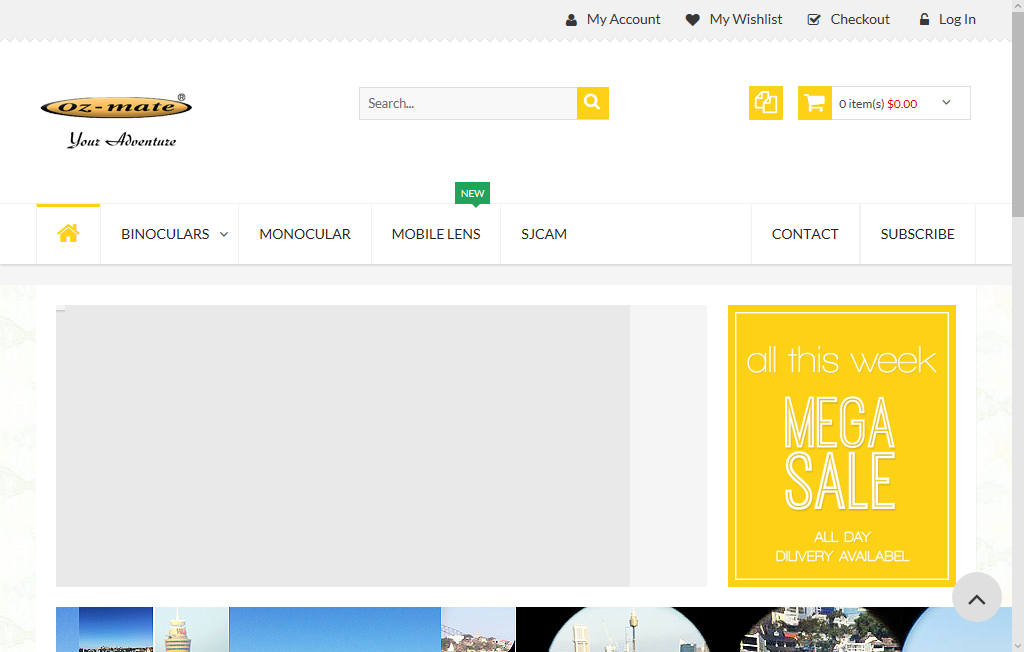 My Account
My Wishlist
Checkout
Log In
Oz-mate®
Your Adventure
Search...
0 item(s) $0.00
NEW
BINOCULARS
MONOCULAR
MOBILE LENS
SJCAM
CONTACT
SUBSCRIBE
all this week
MEGA
SALE
ALL DAY
DILIVERY AVAILABEL